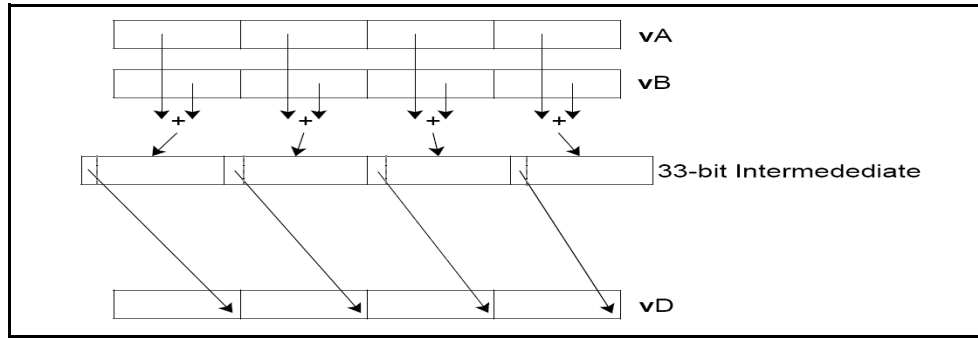 vA
vB
+ + + +
33-bit Intermedediate
vD